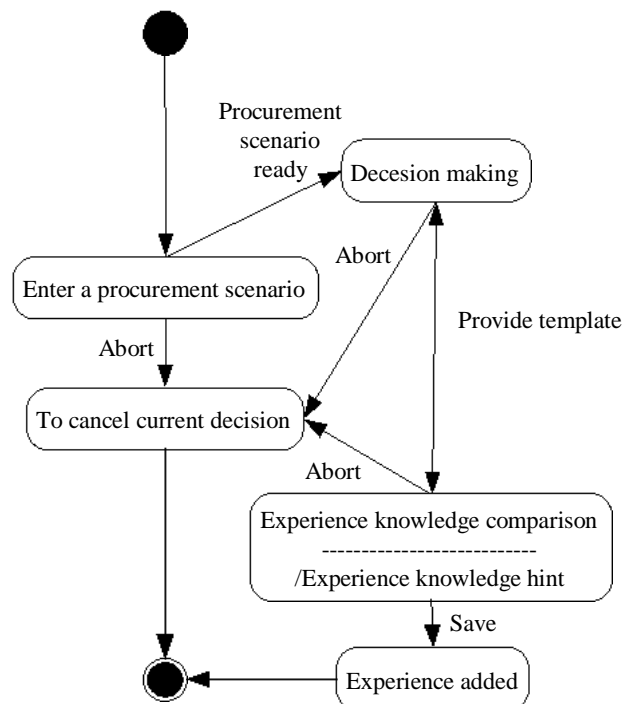 Procurement
scenario
ready
Decesion making
Abort
Enter a procurement scenario
Provide template
Abort
To cancel current decision
Abort
Experience knowledge comparison
---------------------------
/Experience knowledge hint
Save
Experience added